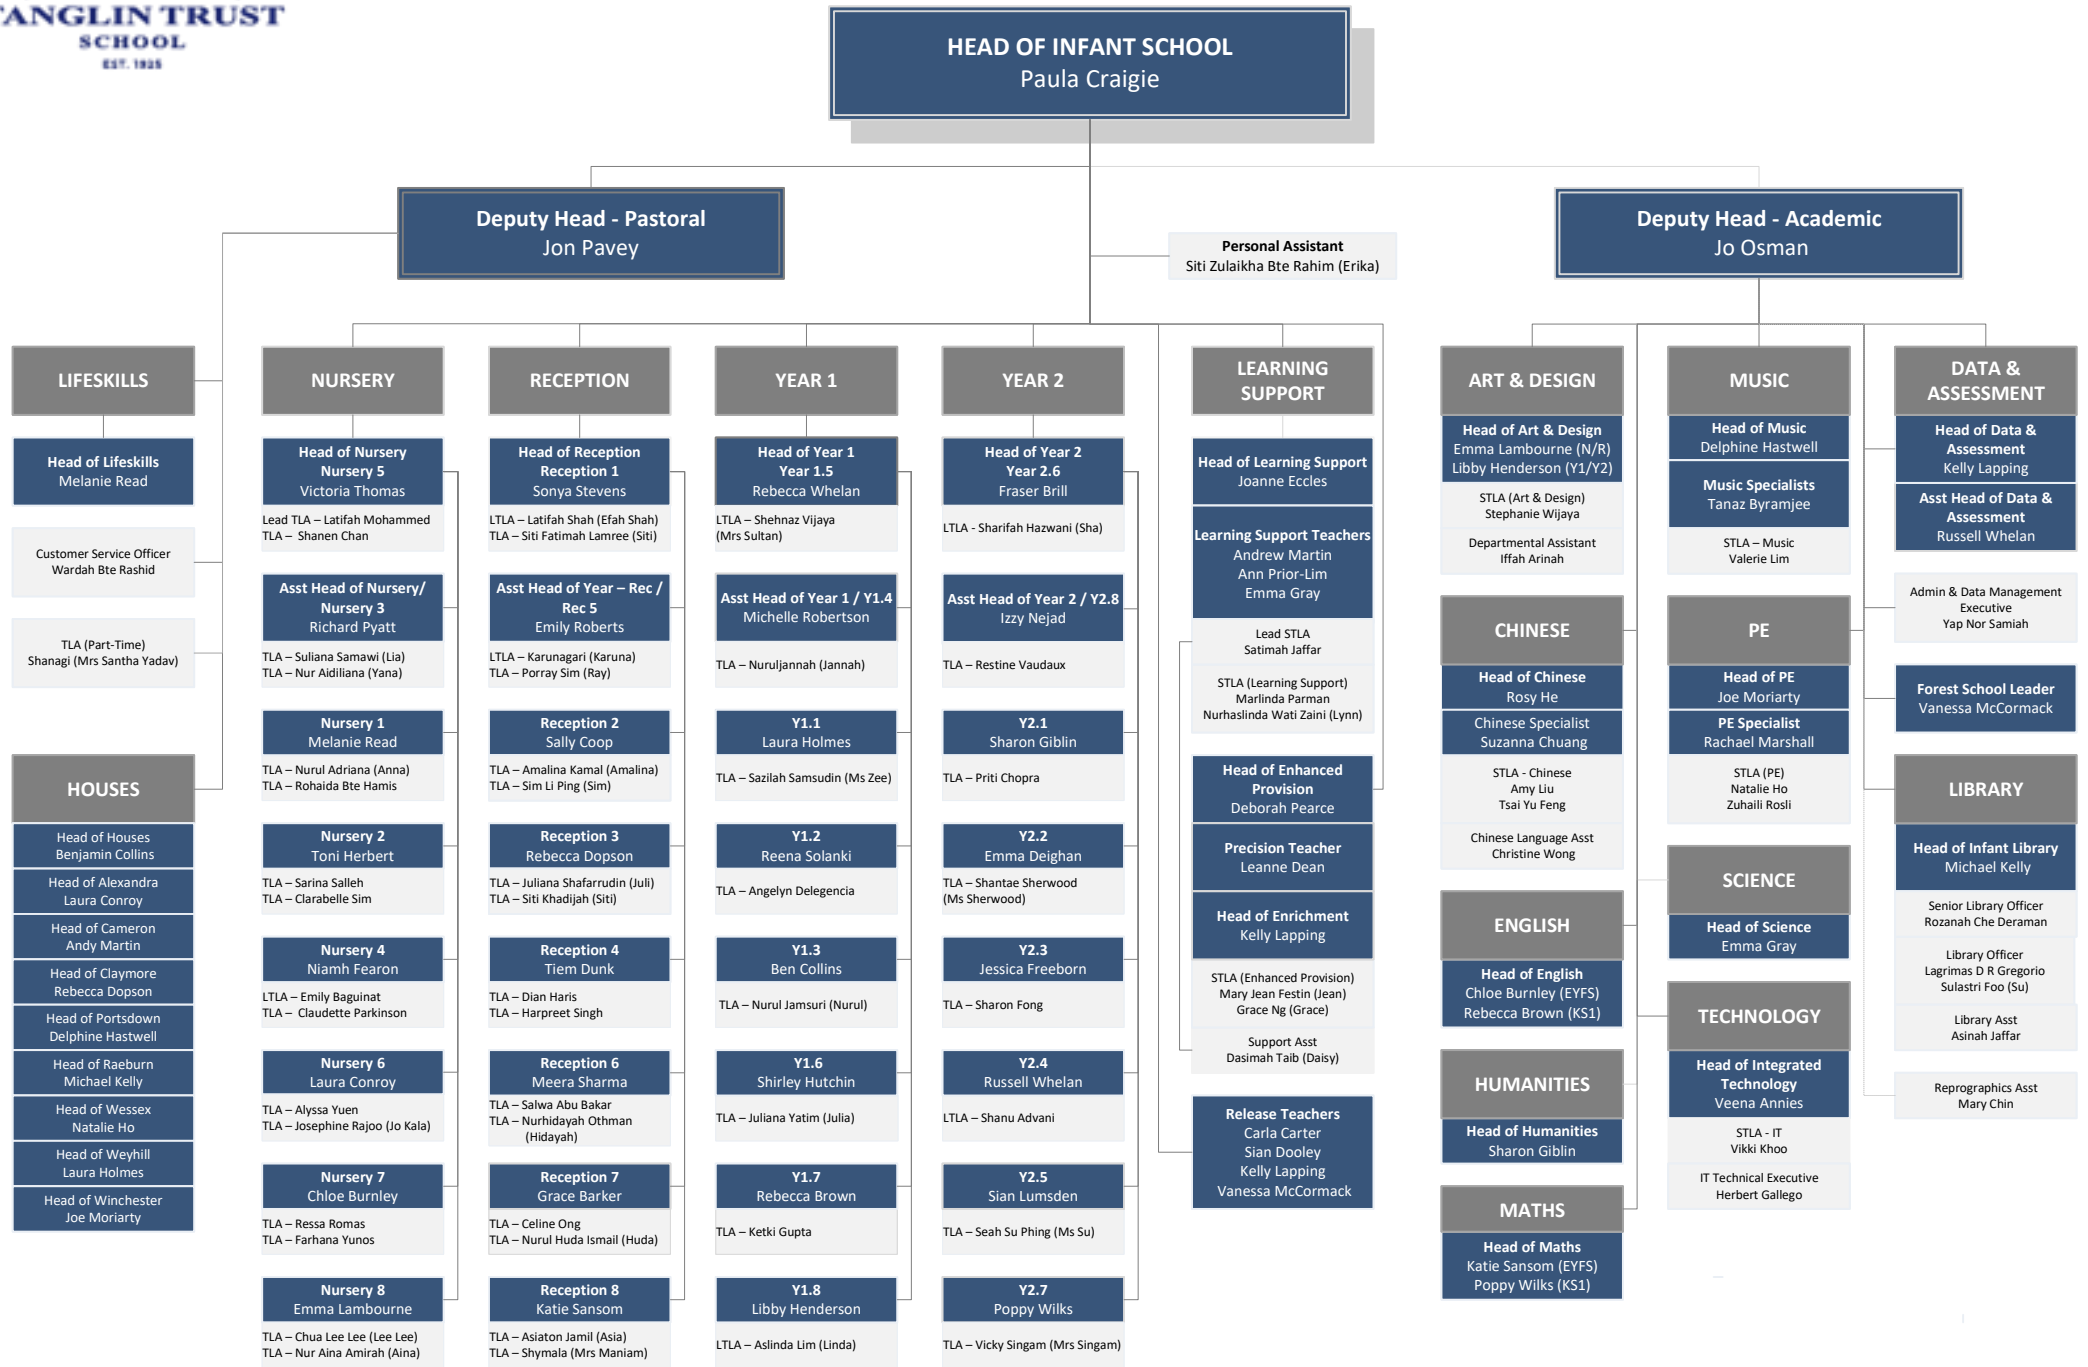 TANGLIN TRUST
SCHOOL
EST. 1925
HEAD OF INFANT SCHOOL
Paula Craigie
Deputy Head - Pastoral
Jon Pavey
Personal Assistant
Siti Zulaikha Bte Rahim (Erika)
Deputy Head - Academic
Jo Osman
LIFESKILLS
Head of Lifeskills
Melanie Read
Customer Service Officer
Wardah Bte Rashid
TLA (Part-Time)
Shanagi (Mrs Santha Yadav)
HOUSES
Head of Houses
Benjamin Collins
Head of Alexandra
Laura Conroy
Head of Cameron
Andy Martin
Head of Claymore
Rebecca Dopson
Head of Portsdown
Delphine Hastwell
Head of Raeburn
Michael Kelly
Head of Wessex
Natalie Ho
Head of Weyhill
Laura Holmes
Head of Winchester
Joe Moriarty
NURSERY
Head of Nursery
Nursery 5
Victoria Thomas
Lead TLA – Latifah Mohammed
TLA – Shanen Chan
Asst Head of Nursery/
Nursery 3
Richard Pyatt
TLA – Suliana Samawi (Lia)
TLA – Nur Aidiliana (Yana)
Nursery 1
Melanie Read
TLA – Nurul Adriana (Anna)
TLA – Rohaida Bte Hamis
Nursery 2
Toni Herbert
TLA – Sarina Salleh
TLA – Clarabelle Sim
Nursery 4
Niamh Fearon
LTLA – Emily Baguinat
TLA – Claudette Parkinson
Nursery 6
Laura Conroy
TLA – Alyssa Yuen
TLA – Josephine Rajoo (Jo Kala)
Nursery 7
Chloe Burnley
TLA – Ressa Romas
TLA – Farhana Yunos
Nursery 8
Emma Lambourne
TLA – Chua Lee Lee (Lee Lee)
TLA – Nur Aina Amirah (Aina)
RECEPTION
Head of Reception
Reception 1
Sonya Stevens
LTLA – Latifah Shah (Efah Shah)
TLA – Siti Fatimah Lamree (Siti)
Asst Head of Year – Rec /
Rec 5
Emily Roberts
LTLA – Karunagari (Karuna)
TLA – Porray Sim (Ray)
Reception 2
Sally Coop
TLA – Amalina Kamal (Amalina)
TLA – Sim Li Ping (Sim)
Reception 3
Rebecca Dopson
TLA – Juliana Shafarrudin (Juli)
TLA – Siti Khadijah (Siti)
Reception 4
Tiem Dunk
TLA – Dian Haris
TLA – Harpreet Singh
Reception 6
Meera Sharma
TLA – Salwa Abu Bakar
TLA – Nurhidayah Othman
(Hidayah)
Reception 7
Grace Barker
TLA – Celine Ong
TLA – Nurul Huda Ismail (Huda)
Reception 8
Katie Sansom
TLA – Asiaton Jamil (Asia)
TLA – Shymala (Mrs Maniam)
YEAR 1
Head of Year 1
Year 1.5
Rebecca Whelan
LTLA – Shehnaz Vijaya
(Mrs Sultan)
Asst Head of Year 1 / Y1.4
Michelle Robertson
TLA – Nuruljannah (Jannah)
Y1.1
Laura Holmes
TLA – Sazilah Samsudin (Ms Zee)
Y1.2
Reena Solanki
TLA – Angelyn Delegencia
Y1.3
Ben Collins
TLA – Nurul Jamsuri (Nurul)
Y1.6
Shirley Hutchin
TLA – Juliana Yatim (Julia)
Y1.7
Rebecca Brown
TLA – Ketki Gupta
Y1.8
Libby Henderson
LTLA – Aslinda Lim (Linda)
YEAR 2
Head of Year 2
Year 2.6
Fraser Brill
LTLA - Sharifah Hazwani (Sha)
Asst Head of Year 2 / Y2.8
Izzy Nejad
TLA – Restine Vaudaux
Y2.1
Sharon Giblin
TLA – Priti Chopra
Y2.2
Emma Deighan
TLA – Shantae Sherwood
(Ms Sherwood)
Y2.3
Jessica Freeborn
TLA – Sharon Fong
Y2.4
Russell Whelan
LTLA – Shanu Advani
Y2.5
Sian Lumsden
TLA – Seah Su Phing (Ms Su)
Y2.7
Poppy Wilks
TLA – Vicky Singam (Mrs Singam)
LEARNING
SUPPORT
Head of Learning Support
Joanne Eccles
Learning Support Teachers
Andrew Martin
Ann Prior-Lim
Emma Gray
Lead STLA
Satimah Jaffar
STLA (Learning Support)
Marlinda Parman
Nurhaslinda Wati Zaini (Lynn)
Head of Enhanced
Provision
Deborah Pearce
Precision Teacher
Leanne Dean
Head of Enrichment
Kelly Lapping
STLA (Enhanced Provision)
Mary Jean Festin (Jean)
Grace Ng (Grace)
Support Asst
Dasimah Taib (Daisy)
Release Teachers
Carla Carter
Sian Dooley
Kelly Lapping
Vanessa McCormack
ART & DESIGN
Head of Art & Design
Emma Lambourne (N/R)
Libby Henderson (Y1/Y2)
STLA (Art & Design)
Stephanie Wijaya
Departmental Assistant
Iffah Arinah
CHINESE
Head of Chinese
Rosy He
Chinese Specialist
Suzanna Chuang
STLA - Chinese
Amy Liu
Tsai Yu Feng
Chinese Language Asst
Christine Wong
ENGLISH
Head of English
Chloe Burnley (EYFS)
Rebecca Brown (KS1)
HUMANITIES
Head of Humanities
Sharon Giblin
MATHS
Head of Maths
Katie Sansom (EYFS)
Poppy Wilks (KS1)
MUSIC
Head of Music
Delphine Hastwell
Music Specialists
Tanaz Byramjee
STLA – Music
Valerie Lim
PE
Head of PE
Joe Moriarty
PE Specialist
Rachael Marshall
STLA (PE)
Natalie Ho
Zuhaili Rosli
SCIENCE
Head of Science
Emma Gray
TECHNOLOGY
Head of Integrated
Technology
Veena Annies
STLA - IT
Vikki Khoo
IT Technical Executive
Herbert Gallego
DATA &
ASSESSMENT
Head of Data &
Assessment
Kelly Lapping
Asst Head of Data &
Assessment
Russell Whelan
Admin & Data Management
Executive
Yap Nor Samiah
Forest School Leader
Vanessa McCormack
LIBRARY
Head of Infant Library
Michael Kelly
Senior Library Officer
Rozanah Che Deraman
Library Officer
Lagrimas D R Gregorio
Sulastri Foo (Su)
Library Asst
Asinah Jaffar
Reprographics Asst
Mary Chin